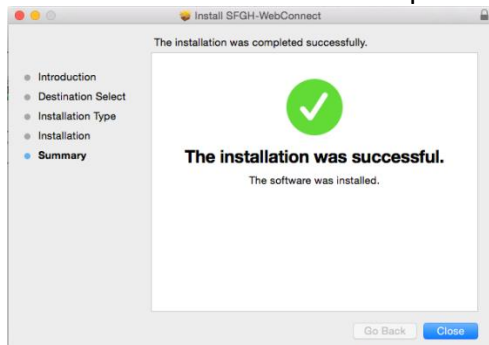 Install SFGH-WebConnect
The installation was completed successfully.
Introduction
Destination Select
Installation Type
Installation
Summary
The installation was successful.
The software was installed.
Go Back
Close